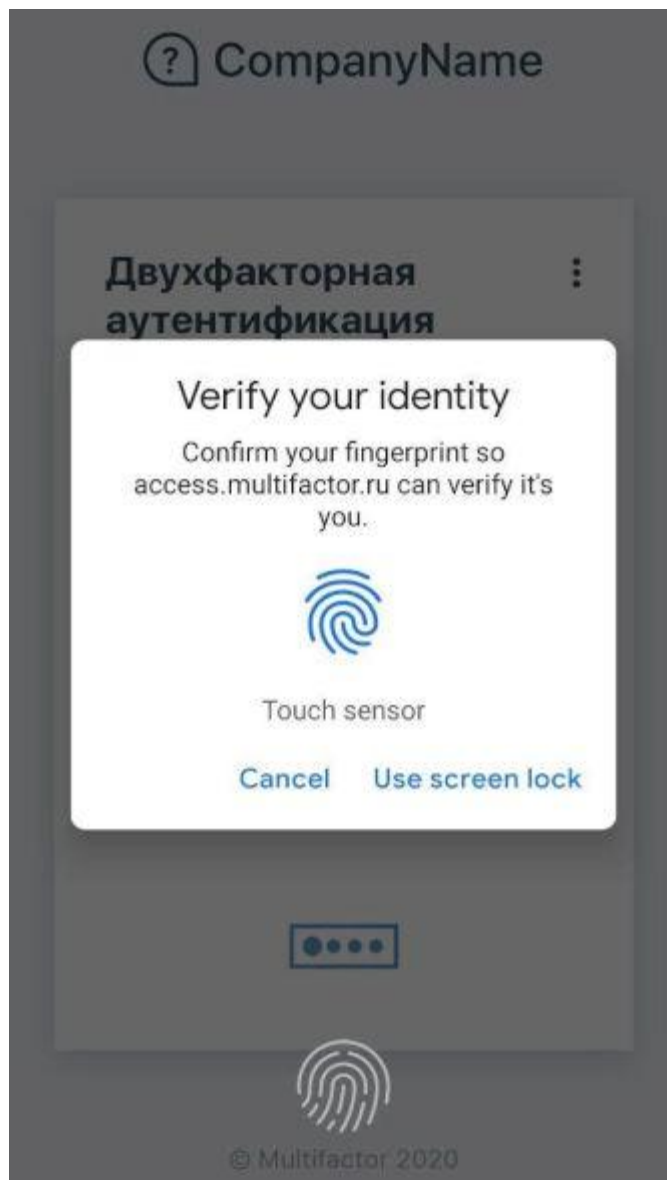 ? CompanyName
Двухфакторная
аутентификация
Verify your identity
Confirm your fingerprint so
access.multifactor.ru can verify it's
you.
Touch sensor
Cancel Use screen lock
© Multifactor 2020